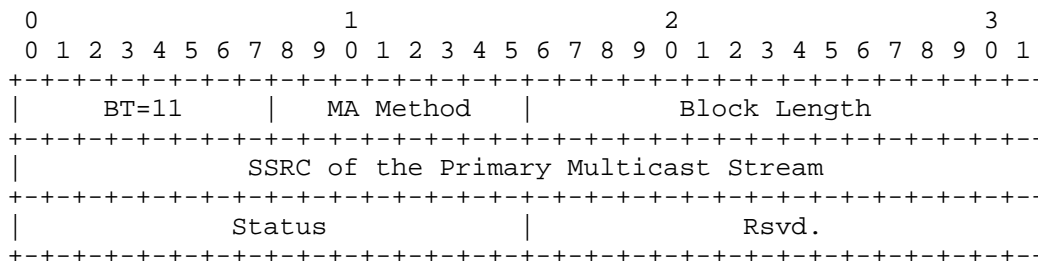 0                   1                   2                   3
 0 1 2 3 4 5 6 7 8 9 0 1 2 3 4 5 6 7 8 9 0 1 2 3 4 5 6 7 8 9 0 1
+-+-+-+-+-+-+-+-+-+-+-+-+-+-+-+-+-+-+-+-+-+-+-+-+-+-+-+-+-+-+-+-
|     BT=11     |   MA Method   |         Block Length
+-+-+-+-+-+-+-+-+-+-+-+-+-+-+-+-+-+-+-+-+-+-+-+-+-+-+-+-+-+-+-+-
|              SSRC of the Primary Multicast Stream
+-+-+-+-+-+-+-+-+-+-+-+-+-+-+-+-+-+-+-+-+-+-+-+-+-+-+-+-+-+-+-+-
|             Status            |             Rsvd.
+-+-+-+-+-+-+-+-+-+-+-+-+-+-+-+-+-+-+-+-+-+-+-+-+-+-+-+-+-+-+-+-